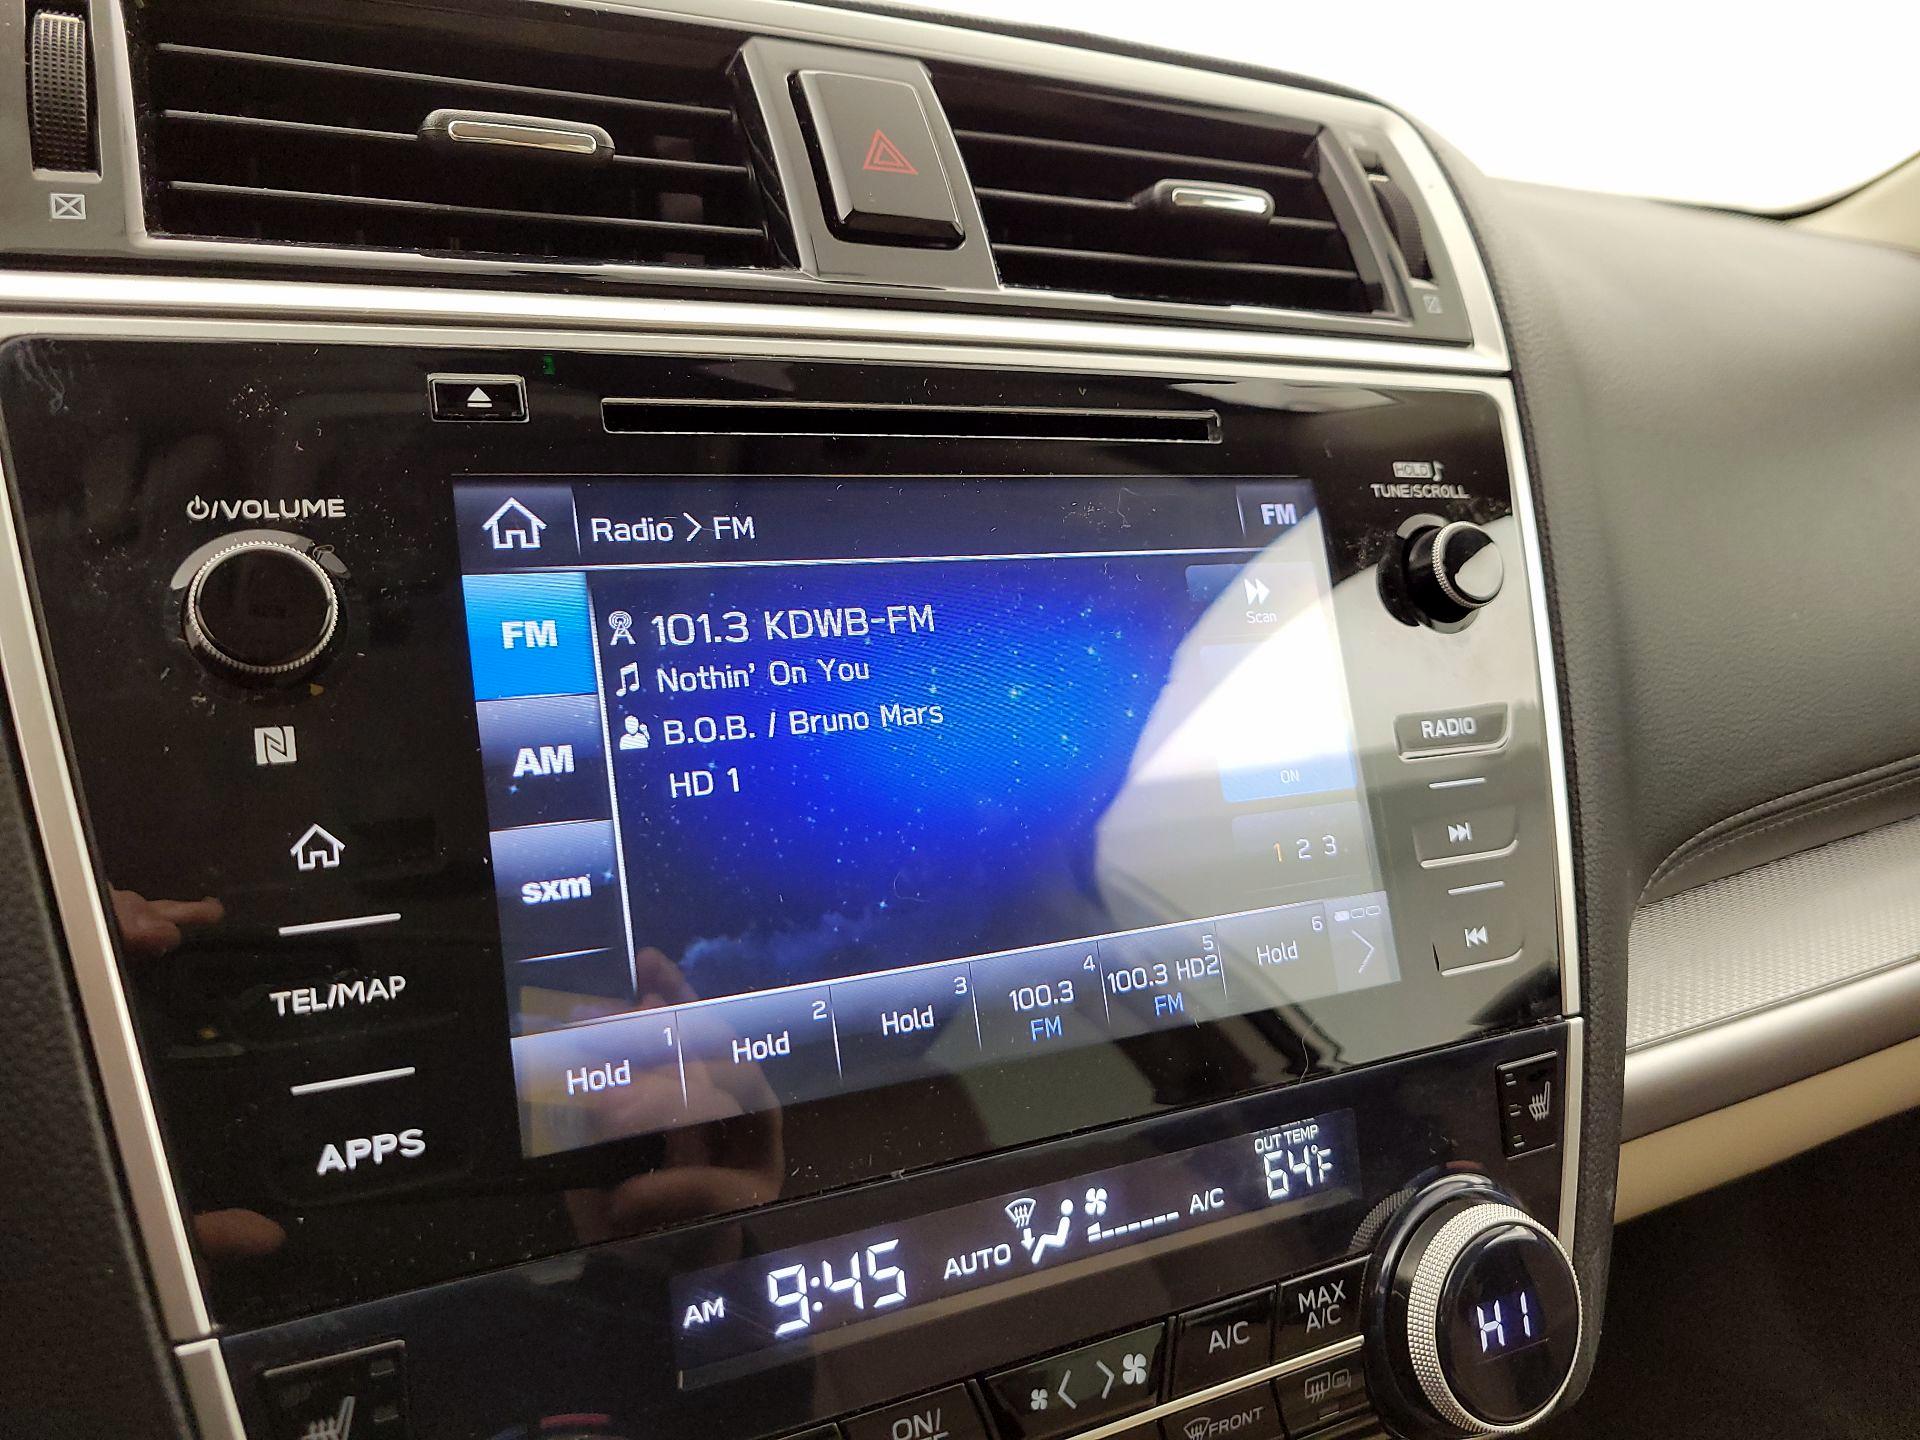 HOLD
TUNE/SCROLL
/VOLUME
Radio > FM
FM
FM
101.3 KDWB-FM
Scan
Nothin' On You
B.O.B. / Bruno Mars
RADIO
AM
HD 1
ON
1 2 3
sxm
TEL/MAP
1
Hold
2
Hold
3
Hold
4
100.3
FM
5
100.3 HD2
FM
6
Hold
APPS
OUT TEMP
64°F
AM 9:45
AUTO
A/C
HI
MAX
A/C
A/C
ON/
FRONT